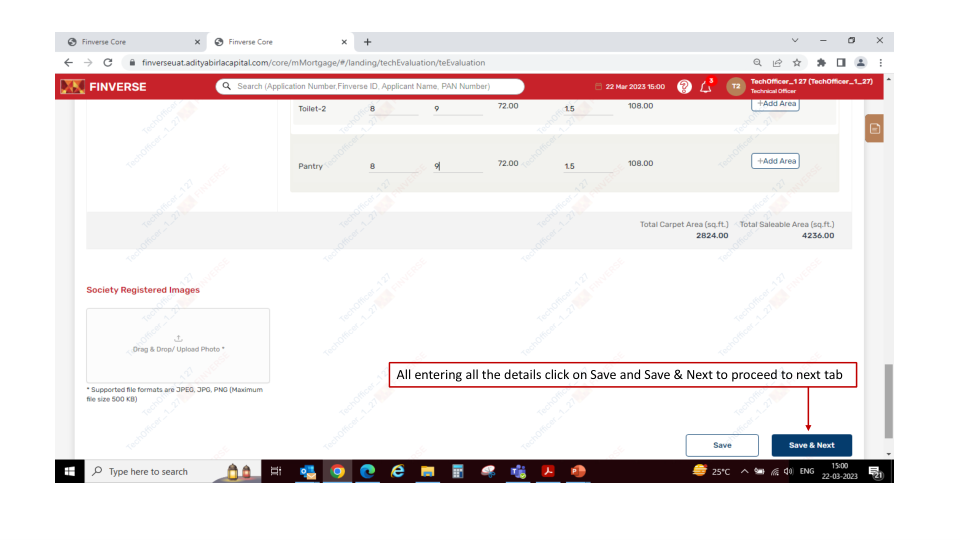 Finverse Core
Finverse Core
finverseuat.adityabirlacapital.com/core/mMortgage/#/landing/techEvaluation/teEvaluation
FINVERSE
Search (Application Number,Finverse ID, Applicant Name, PAN Number)
22 Mar 2023 15:00
3
T2
TechOfficer_1 27 (TechOfficer_1_27)
Technical Officer
Toilet-2 8 9 72.00 1.5 108.00 +Add Area
Pantry 8 9 72.00 1.5 108.00 +Add Area
Total Carpet Area (sq.ft.) Total Saleable Area (sq.ft.)
2824.00 4236.00
Society Registered Images
Drag & Drop/ Upload Photo *
* Supported file formats are JPEG, JPG, PNG (Maximum
file size 500 KB)
All entering all the details click on Save and Save & Next to proceed to next tab
Save Save & Next
Type here to search
25°C ENG 15:00
22-03-2023
21